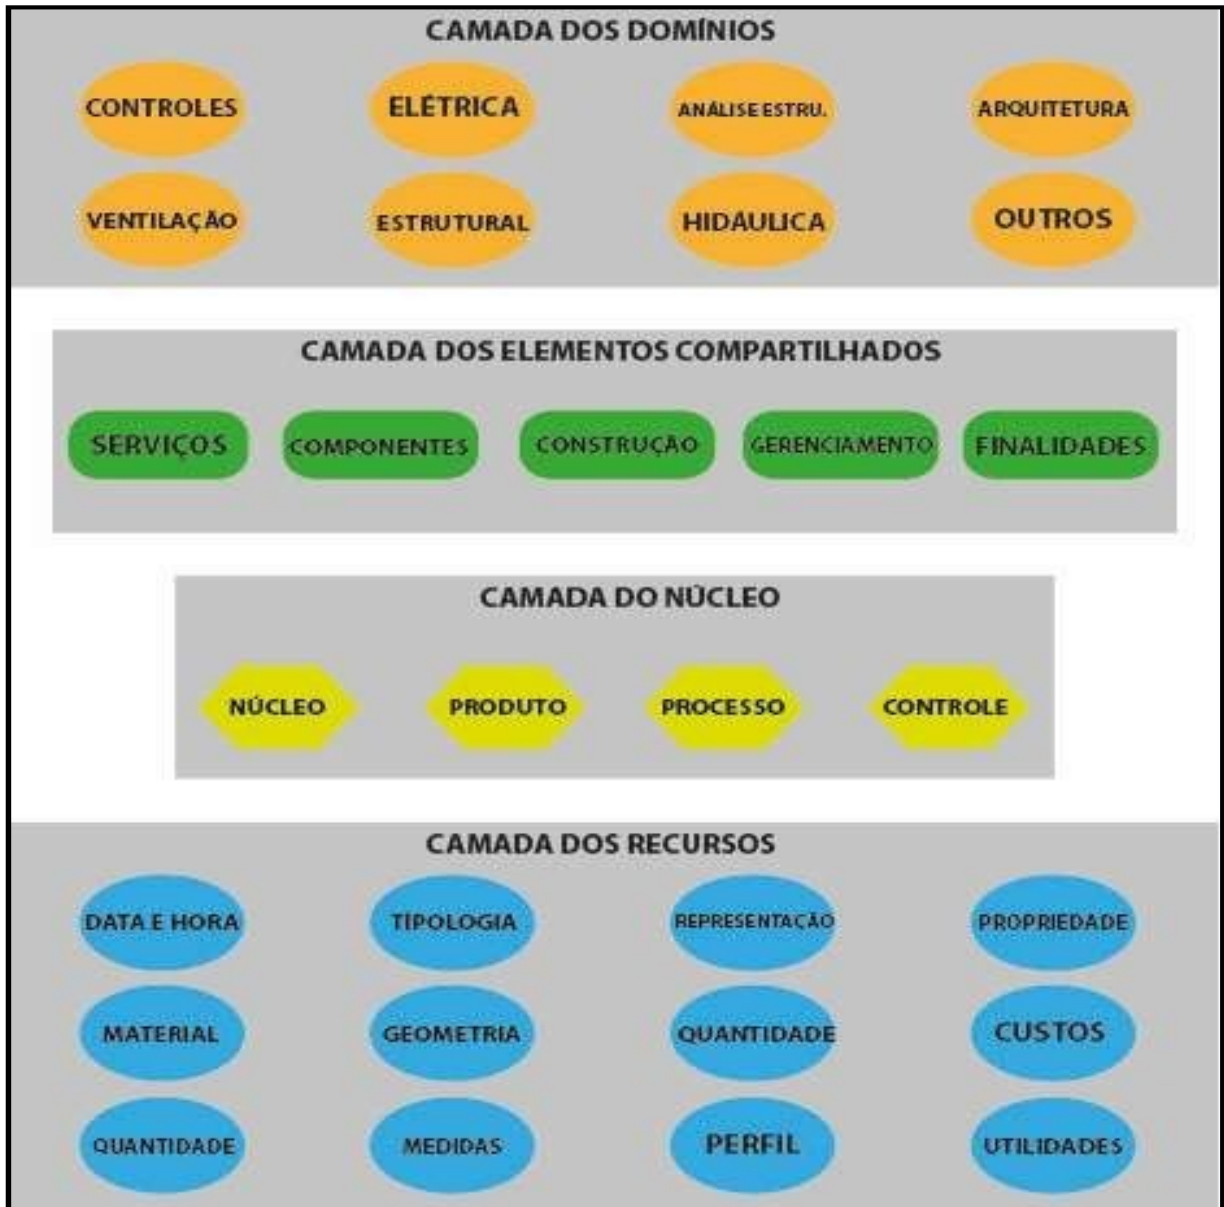 CAMADA DOS DOMÍNIOS
CONTROLES
ELÉTRICA
ANÁLISE ESTRU.
ARQUITETURA
VENTILAÇÃO
ESTRUTURAL
HIDÁULICA
OUTROS
CAMADA DOS ELEMENTOS COMPARTILHADOS
SERVIÇOS
COMPONENTES
CONSTRUÇÃO
GERENCIAMENTO
FINALIDADES
CAMADA DO NÚCLEO
NÚCLEO
PRODUTO
PROCESSO
CONTROLE
CAMADA DOS RECURSOS
DATA E HORA
TIPOLOGIA
REPRESENTAÇÃO
PROPRIEDADE
MATERIAL
GEOMETRIA
QUANTIDADE
CUSTOS
QUANTIDADE
MEDIDAS
PERFIL
UTILIDADES